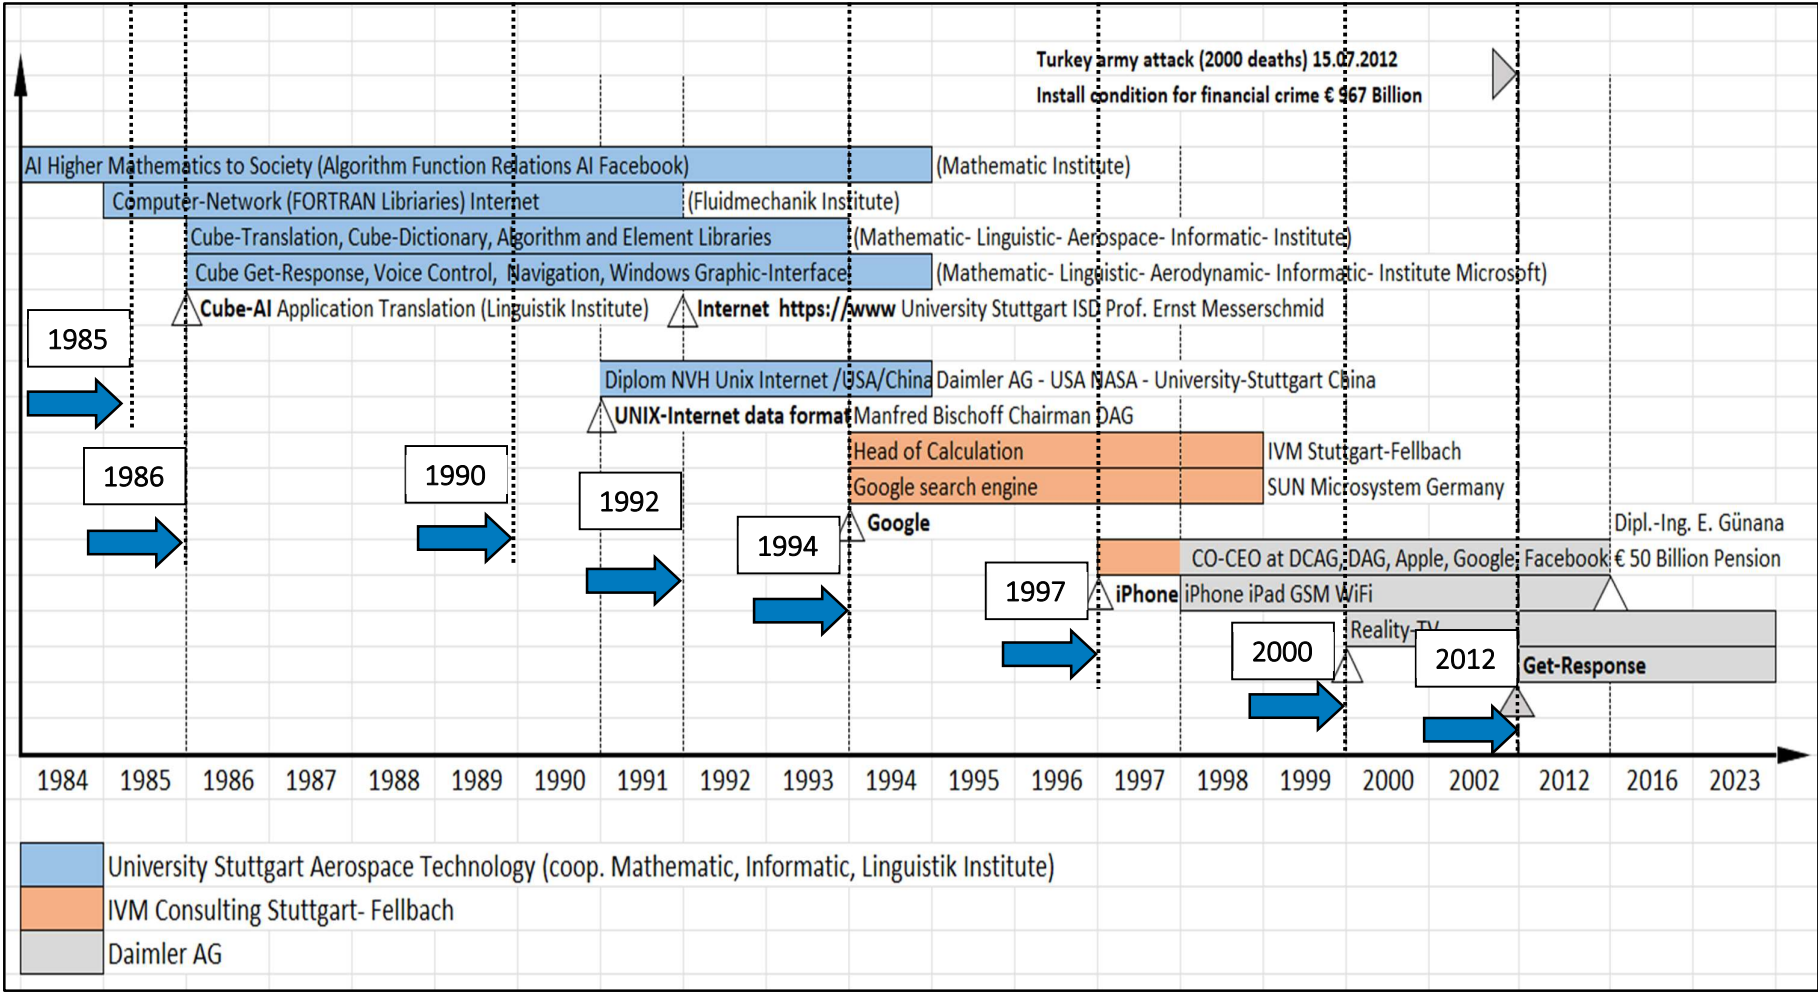 Turkey army attack (2000 deaths) 15.07.2012
Install condition for financial crime € 967 Billion
AI Higher Mathematics to Society (Algorithm Function Relations AI Facebook) (Mathematic Institute)
Computer-Network (FORTRAN Libriaries) Internet (Fluidmechanik Institute)
Cube-Translation, Cube-Dictionary, Algorithm and Element Libraries (Mathematic- Linguistic- Aerospace- Informatic- Institute)
Cube Get-Response, Voice Control, Navigation, Windows Graphic-Interface (Mathematic- Linguistic- Aerodynamic- Informatic- Institute Microsoft)
Cube-AI Application Translation (Linguistik Institute) Internet https://www University Stuttgart ISD Prof. Ernst Messerschmid
1985
Diplom NVH Unix Internet /USA/China Daimler AG - USA NASA - University-Stuttgart China
UNIX-Internet data format Manfred Bischoff Chairman DAG
Head of Calculation IVM Stuttgart-Fellbach
1986
1990
Google search engine SUN Microsystem Germany
1992
Google Dipl.-Ing. E. Günana
1994
CO-CEO at DCAG, DAG, Apple, Google, Facebook € 50 Billion Pension
1997
iPhone iPhone iPad GSM WiFi
Reality-TV
2000
2012
Get-Response
1984 1985 1986 1987 1988 1989 1990 1991 1992 1993 1994 1995 1996 1997 1998 1999 2000 2002 2012 2016 2023
University Stuttgart Aerospace Technology (coop. Mathematic, Informatic, Linguistik Institute)
IVM Consulting Stuttgart- Fellbach
Daimler AG